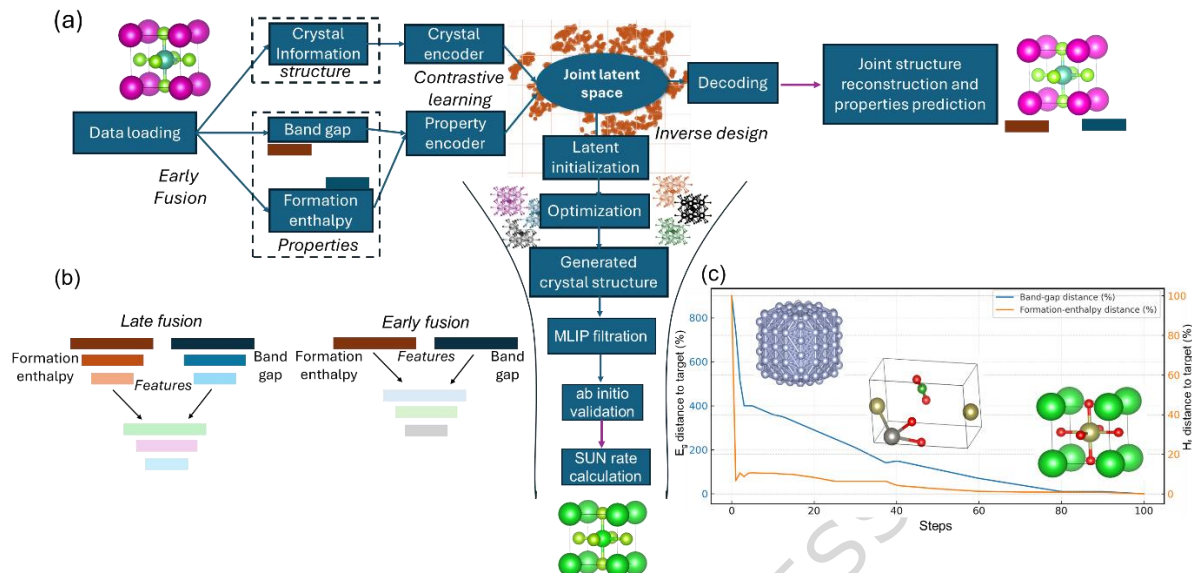 (a)
Crystal
Information
structure
Crystal
encoder
Contrastive
learning
Joint latent
space
Decoding
Joint structure
reconstruction and
properties prediction
Data loading
Band gap
Property
encoder
Inverse design
Early
Fusion
Formation
enthalpy
Properties
Latent
initialization
Optimization
Generated
crystal structure
MLIP filtration
ab initio
validation
SUN rate
calculation
(b)
Late fusion
Formation
enthalpy
Features
Band
gap
Early fusion
Formation
enthalpy
Features
Band
gap
(c)
Band-gap distance (%)
Formation-enthalpy distance (%)
Eg distance to target (%)
800
600
400
200
0
Hf distance to target (%)
100
80
60
40
20
0
0 20 40 60 80 100
Steps